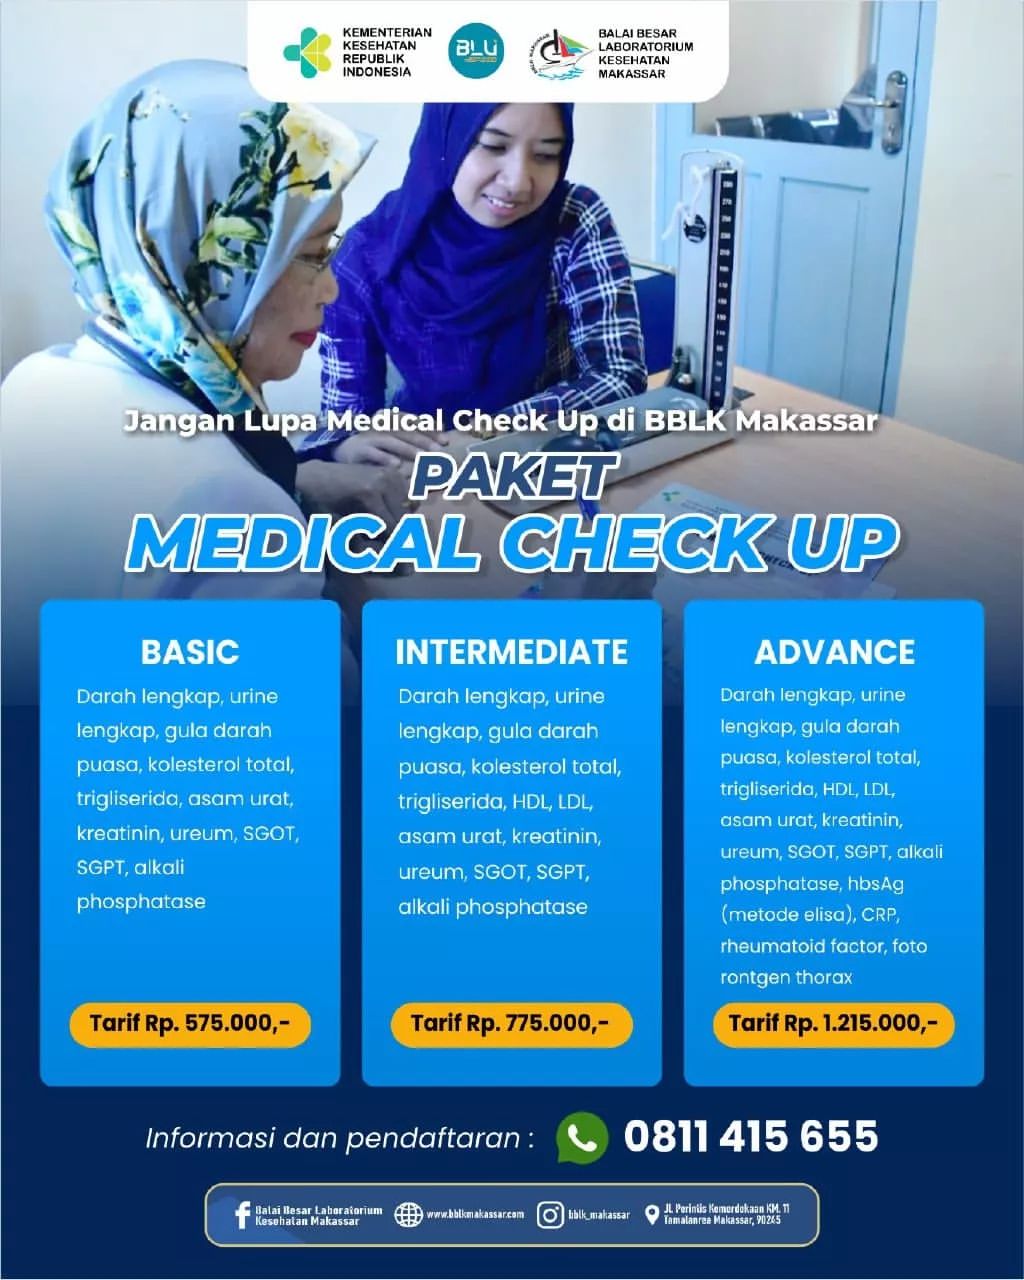 KEMENTERIAN
KESEHATAN
REPUBLIK
INDONESIA
BLU
BALAI BESAR
LABORATORIUM
KESEHATAN
MAKASSAR
Jangan Lupa Medical Check Up di BBLK Makassar
PAKET
MEDICAL CHECK UP
BASIC
Darah lengkap, urine
lengkap, gula darah
puasa, kolesterol total,
trigliserida, asam urat,
kreatinin, ureum, SGOT,
SGPT, alkali
phosphatase
Tarif Rp. 575.000,-
INTERMEDIATE
Darah lengkap, urine
lengkap, gula darah
puasa, kolesterol total,
trigliserida, HDL, LDL,
asam urat, kreatinin,
ureum, SGOT, SGPT,
alkali phosphatase
Tarif Rp. 775.000,-
ADVANCE
Darah lengkap, urine
lengkap, gula darah
puasa, kolesterol total,
trigliserida, HDL, LDL,
asam urat, kreatinin,
ureum, SGOT, SGPT, alkali
phosphatase, hbsAg
(metode elisa), CRP,
rheumatoid factor, foto
rontgen thorax
Tarif Rp. 1.215.000,-
Informasi dan pendaftaran : 0811 415 655
Balai Besar Laboratorium
Kesehatan Makassar
www.bblkmakassar.com
bblk_makassar
Jl. Perintis Kemerdekaan KM. 11
Tamalanrea Makassar, 90245